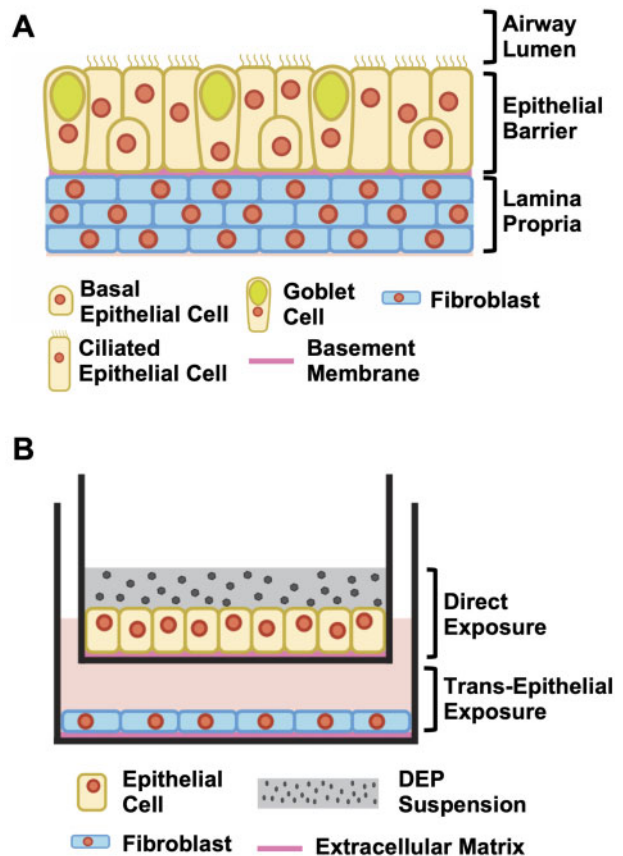 A
Airway
Lumen
Epithelial
Barrier
Lamina
Propria
Basal
Epithelial Cell
Goblet
Cell
Fibroblast
Ciliated
Epithelial Cell
Basement
Membrane
B
Direct
Exposure
Trans-Epithelial
Exposure
Epithelial
Cell
DEP
Suspension
Fibroblast
Extracellular Matrix